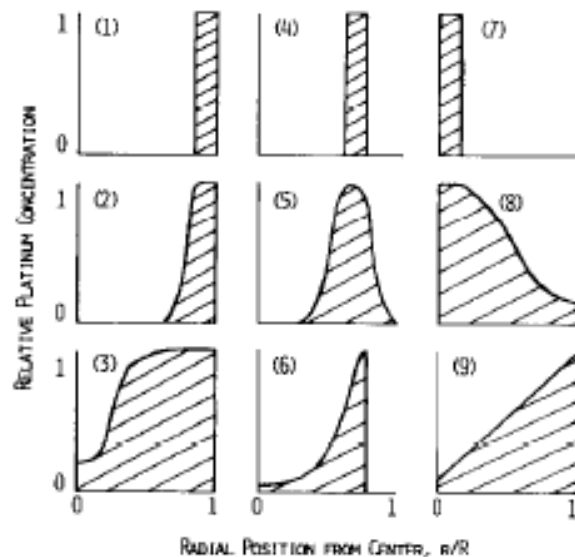 1 (1) (4) (7)
0
1 (2) (5) (8)
0
1 (3) (6) (9)
0
0 1 0 1 0 1
RELATIVE PLATINUM CONCENTRATION
RADIAL POSITION FROM CENTER, R/R